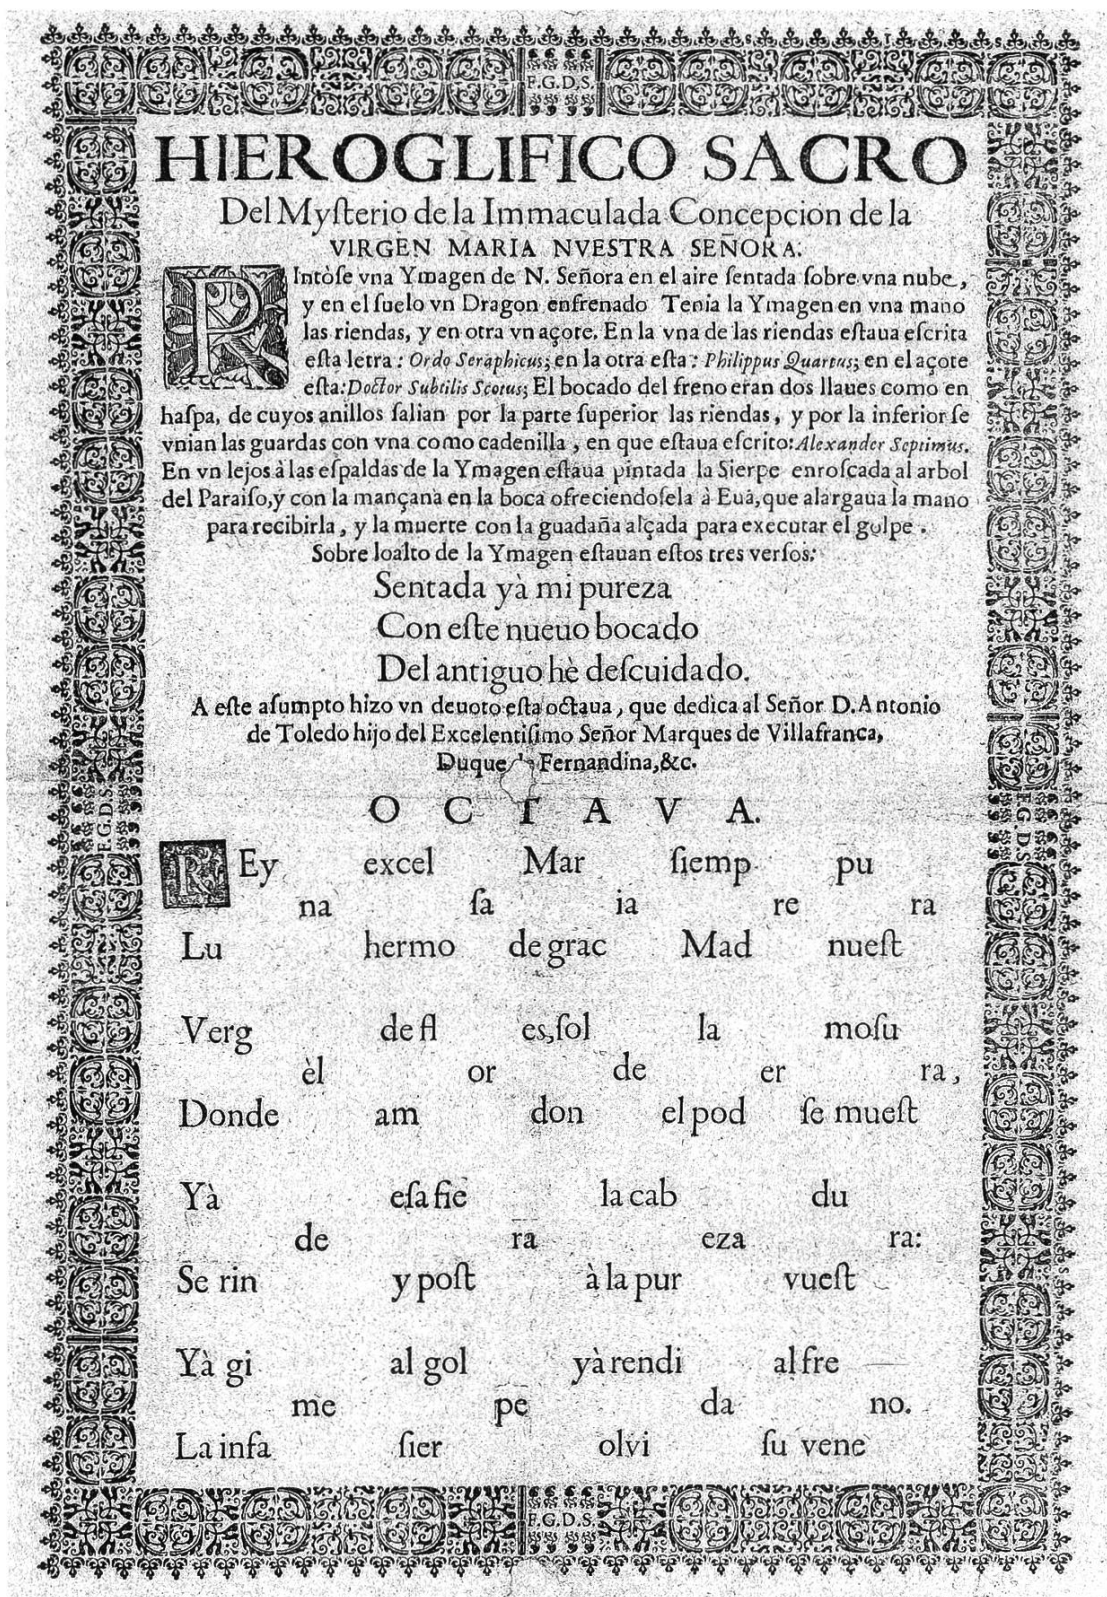 F.G.D.S.
HIEROGLIFICO SACRO
Del Myſterio de la Immaculada Concepcion de la
VIRGEN MARIA NVESTRA SEÑORA.
RIntòſe vna Ymagen de N. Señora en el aire ſentada ſobre vna nube,
y en el ſuelo vn Dragon enfrenado Tenia la Ymagen en vna mano
las riendas, y en otra vn açote. En la vna de las riendas eſtaua eſcrita
eſta letra: Ordo Seraphicus; en la otra eſta: Philippus Quartus; en el açote
eſta: Doctor Subtilis Scotus; El bocado del freno eran dos llaues como en
haſpa, de cuyos anillos ſalian por la parte ſuperior las riendas, y por la inferior ſe
vnian las guardas con vna como cadenilla, en que eſtaua eſcrito: Alexander Septimus.
En vn lejos à las eſpaldas de la Ymagen eſtaua pintada la Sierpe enroſcada al arbol
del Paraiſo, y con la mançana en la boca ofreciendoſela à Eua, que alargaua la mano
para recibirla, y la muerte con la guadaña alçada para executar el golpe.
Sobre lo alto de la Ymagen eſtauan eſtos tres verſos:
Sentada yà mi pureza
Con eſte nueuo bocado
Del antiguo hè deſcuidado.
A eſte aſumpto hizo vn deuoto eſta octaua, que dedica al Señor D. Antonio
de Toledo hijo del Excelentiſimo Señor Marques de Villafranca,
Duque de Fernandina, &c.
OCTAVA.
REy excel Mar ſiemp pu
na ſa ia re ra
Lu hermo de grac Mad nueſt
Verg de fl es, ſol la moſu
èl or de er ra,
Donde am don el pod ſe mueſt
Yà eſa fie la cab du
de ra eza ra:
Se rin y poſt à la pur vueſt
Yà gi al gol yà rendi al fre
me pe da no.
La infa ſier olvi ſu vene
F.G.D.S.
F.G.D.S.
F.G.D.S.